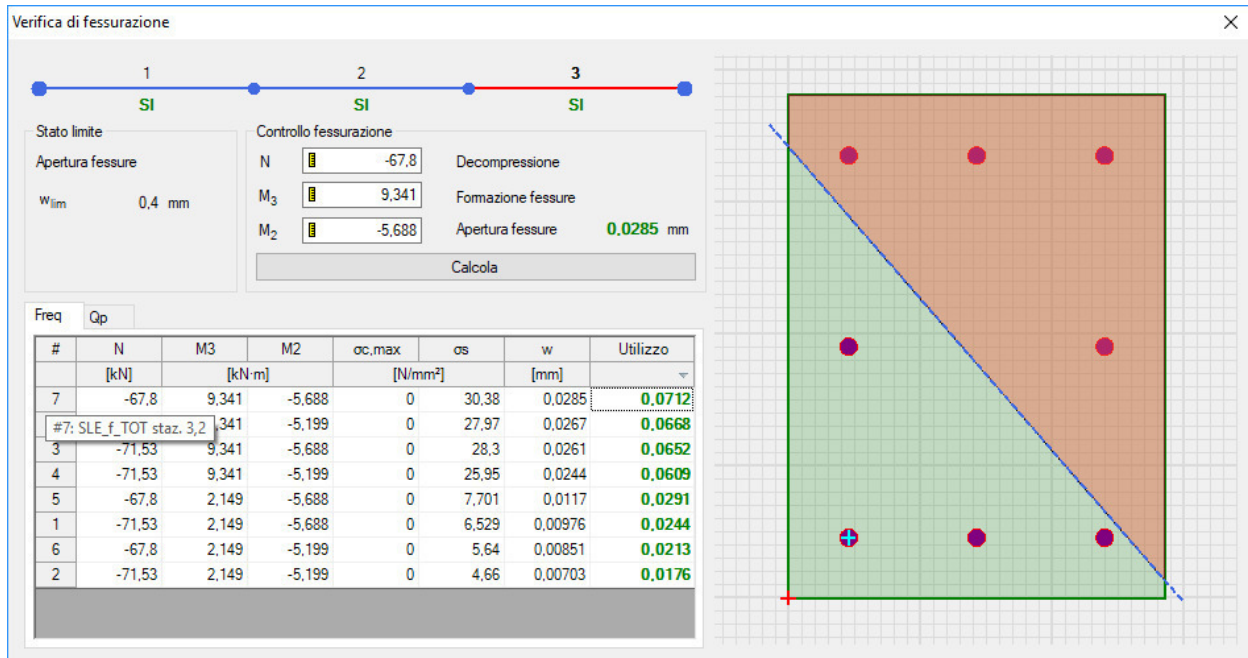 Verifica di fessurazione
1 2 3
SI SI SI
Stato limite
Apertura fessure
wlim 0,4 mm
Controllo fessurazione
N -67,8 Decompressione
M3 9,341 Formazione fessure
M2 -5,688 Apertura fessure 0,0285 mm
Calcola
Freq Qp
# N M3 M2 σc,max σs w Utilizzo
[kN] [kN·m] [N/mm²] [mm]
7 -67,8 9,341 -5,688 0 30,38 0,0285 0,0712
#7: SLE_f_TOT staz. 3,2 ,341 -5,199 0 27,97 0,0267 0,0668
3 -71,53 9,341 -5,688 0 28,3 0,0261 0,0652
4 -71,53 9,341 -5,199 0 25,95 0,0244 0,0609
5 -67,8 2,149 -5,688 0 7,701 0,0117 0,0291
1 -71,53 2,149 -5,688 0 6,529 0,00976 0,0244
6 -67,8 2,149 -5,199 0 5,64 0,00851 0,0213
2 -71,53 2,149 -5,199 0 4,66 0,00703 0,0176